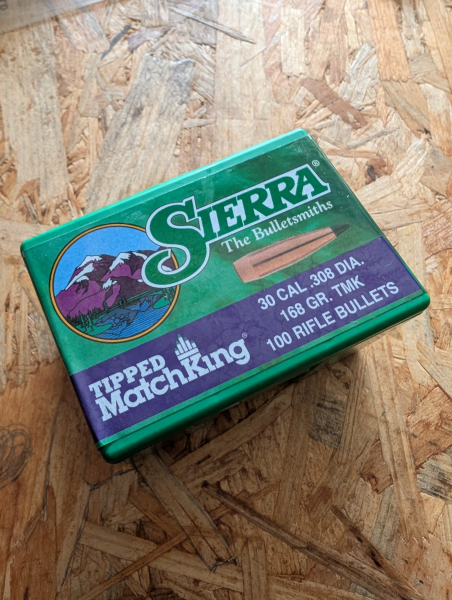 SIERRA®
The Bulletsmiths
30 CAL .308 DIA.
168 GR. TMK
100 RIFLE BULLETS
TIPPED
MatchKing®